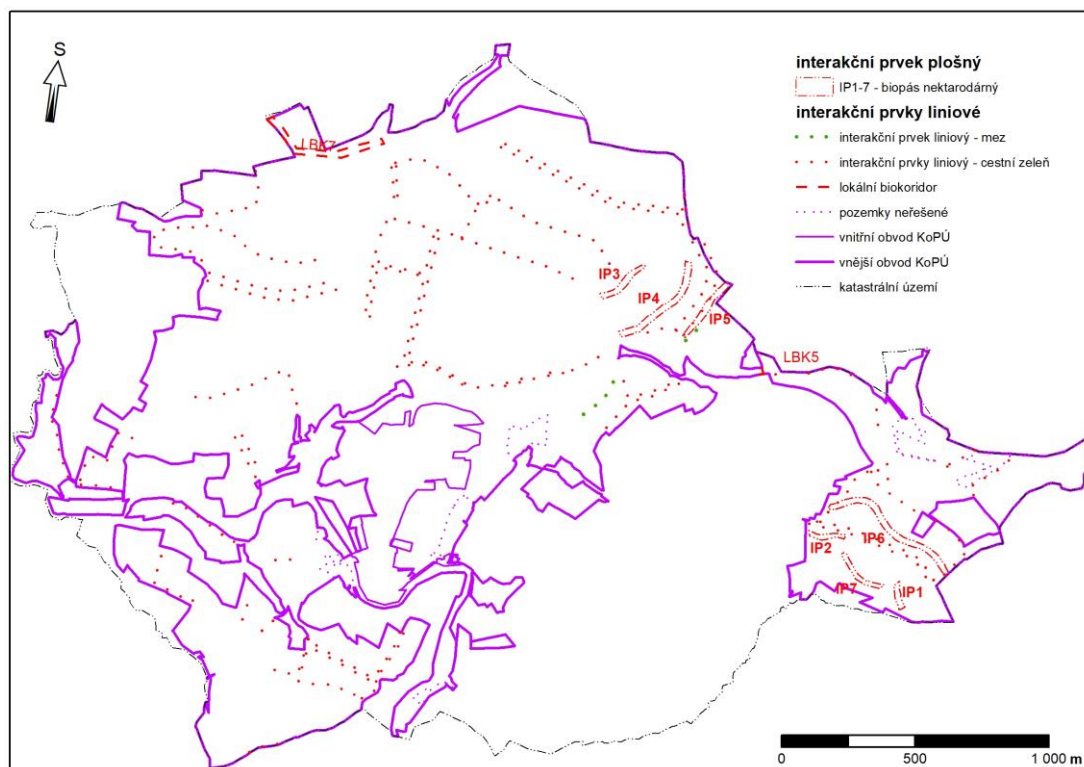 S
interakční prvek plošný
IP1-7 - biopás nektarodárný
interakční prvky liniové
interakční prvek liniový - mez
interakční prvky liniový - cestní zeleň
lokální biokoridor
pozemky neřešené
vnitřní obvod KoPÚ
vnější obvod KoPÚ
katastrální území
LBK7
IP3
IP4
IP5
LBK5
IP2
IP6
IP7
IP1
0 500 1 000 m